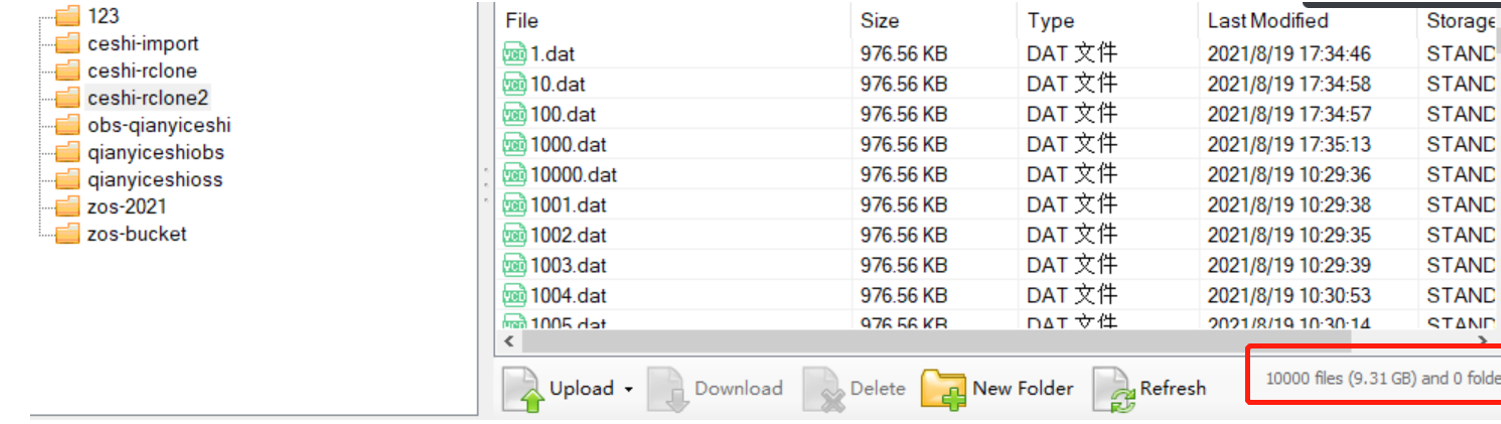 123
ceshi-import
ceshi-rclone
ceshi-rclone2
obs-qianyiceshi
qianyiceshiobs
qianyiceshioss
zos-2021
zos-bucket
File Size Type Last Modified Storage
1.dat 976.56 KB DAT 文件 2021/8/19 17:34:46 STAND
10.dat 976.56 KB DAT 文件 2021/8/19 17:34:58 STAND
100.dat 976.56 KB DAT 文件 2021/8/19 17:34:57 STAND
1000.dat 976.56 KB DAT 文件 2021/8/19 17:35:13 STAND
10000.dat 976.56 KB DAT 文件 2021/8/19 10:29:36 STAND
1001.dat 976.56 KB DAT 文件 2021/8/19 10:29:38 STAND
1002.dat 976.56 KB DAT 文件 2021/8/19 10:29:35 STAND
1003.dat 976.56 KB DAT 文件 2021/8/19 10:29:39 STAND
1004.dat 976.56 KB DAT 文件 2021/8/19 10:30:53 STAND
1005.dat 976.56 KB DAT 文件 2021/8/19 10:30:14 STAND
Upload Download Delete New Folder Refresh 10000 files (9.31 GB) and 0 folde